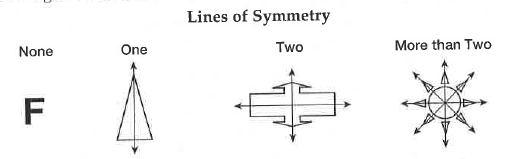 Lines of Symmetry
None
One
Two
More than Two
F